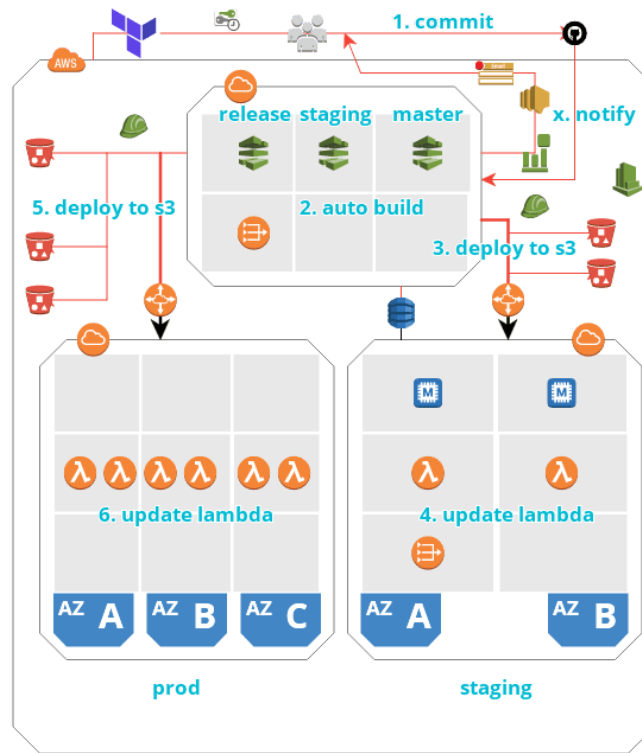 1. commit
AWS
release staging master
x. notify
5. deploy to s3
2. auto build
3. deploy to s3
M
M
6. update lambda
4. update lambda
AZ A
AZ B
AZ C
AZ A
AZ B
prod
staging